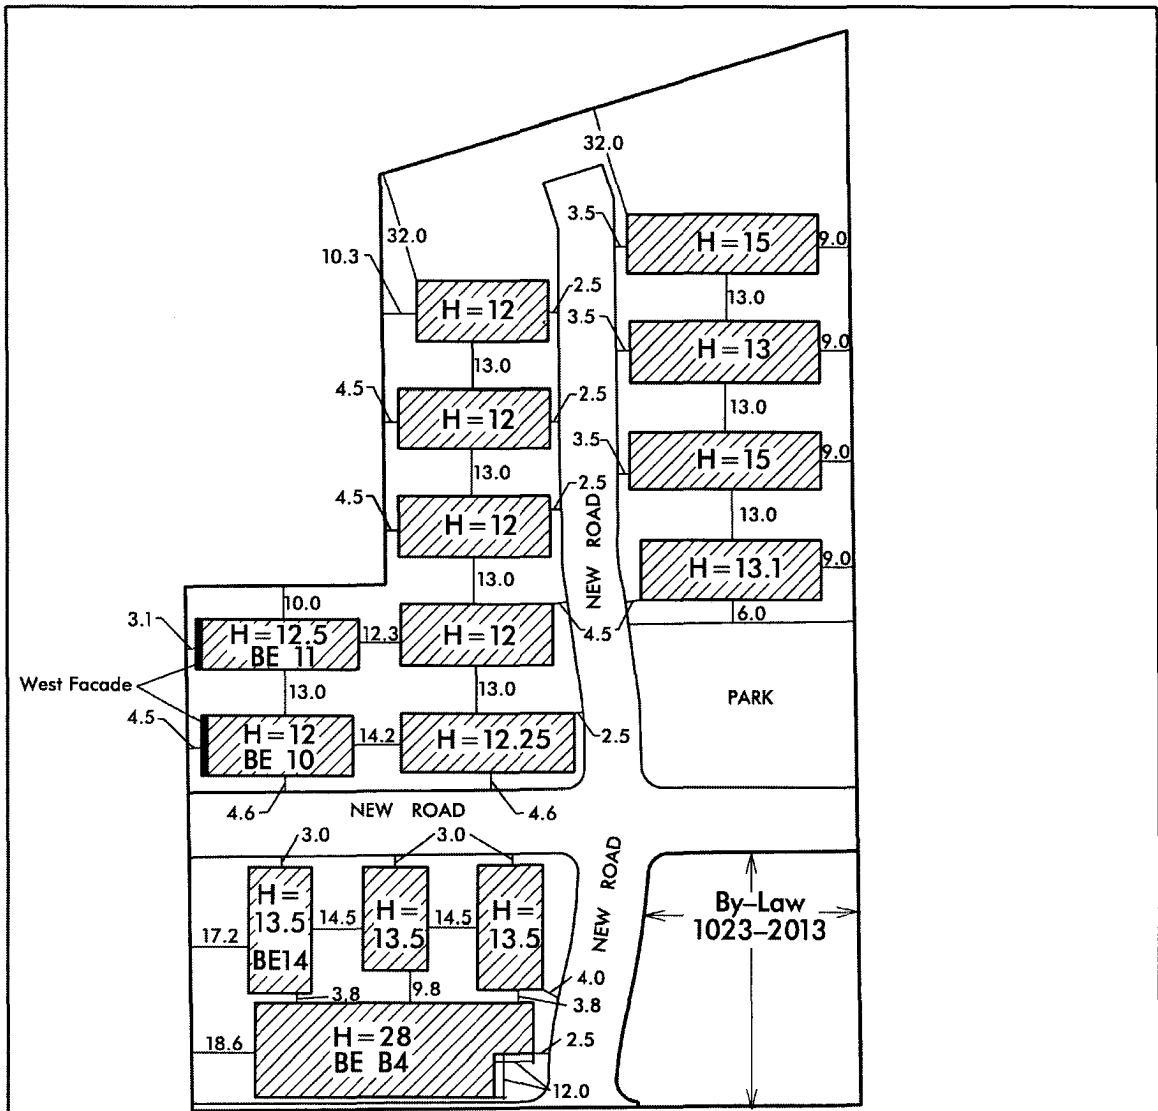 32.0
3.5
H = 15
9.0
32.0
10.3
2.5
H = 12
13.0
3.5
H = 13
9.0
13.0
4.5
2.5
H = 12
13.0
3.5
H = 15
9.0
13.0
2.5
4.5
H = 12
NEW ROAD
13.0
H = 13.1
9.0
13.0
10.0
6.0
3.1
H = 12.5
BE 11
12.3
H = 12
4.5
West Facade
13.0
13.0
PARK
4.5
H = 12
BE 10
14.2
H = 12.25
2.5
4.6
NEW ROAD
4.6
3.0
3.0
NEW ROAD
H =
13.5
BE14
14.5
H =
13.5
14.5
H =
13.5
By-Law
1023-2013
17.2
4.0
3.8
9.8
3.8
18.6
H = 28
BE B4
2.5
12.0